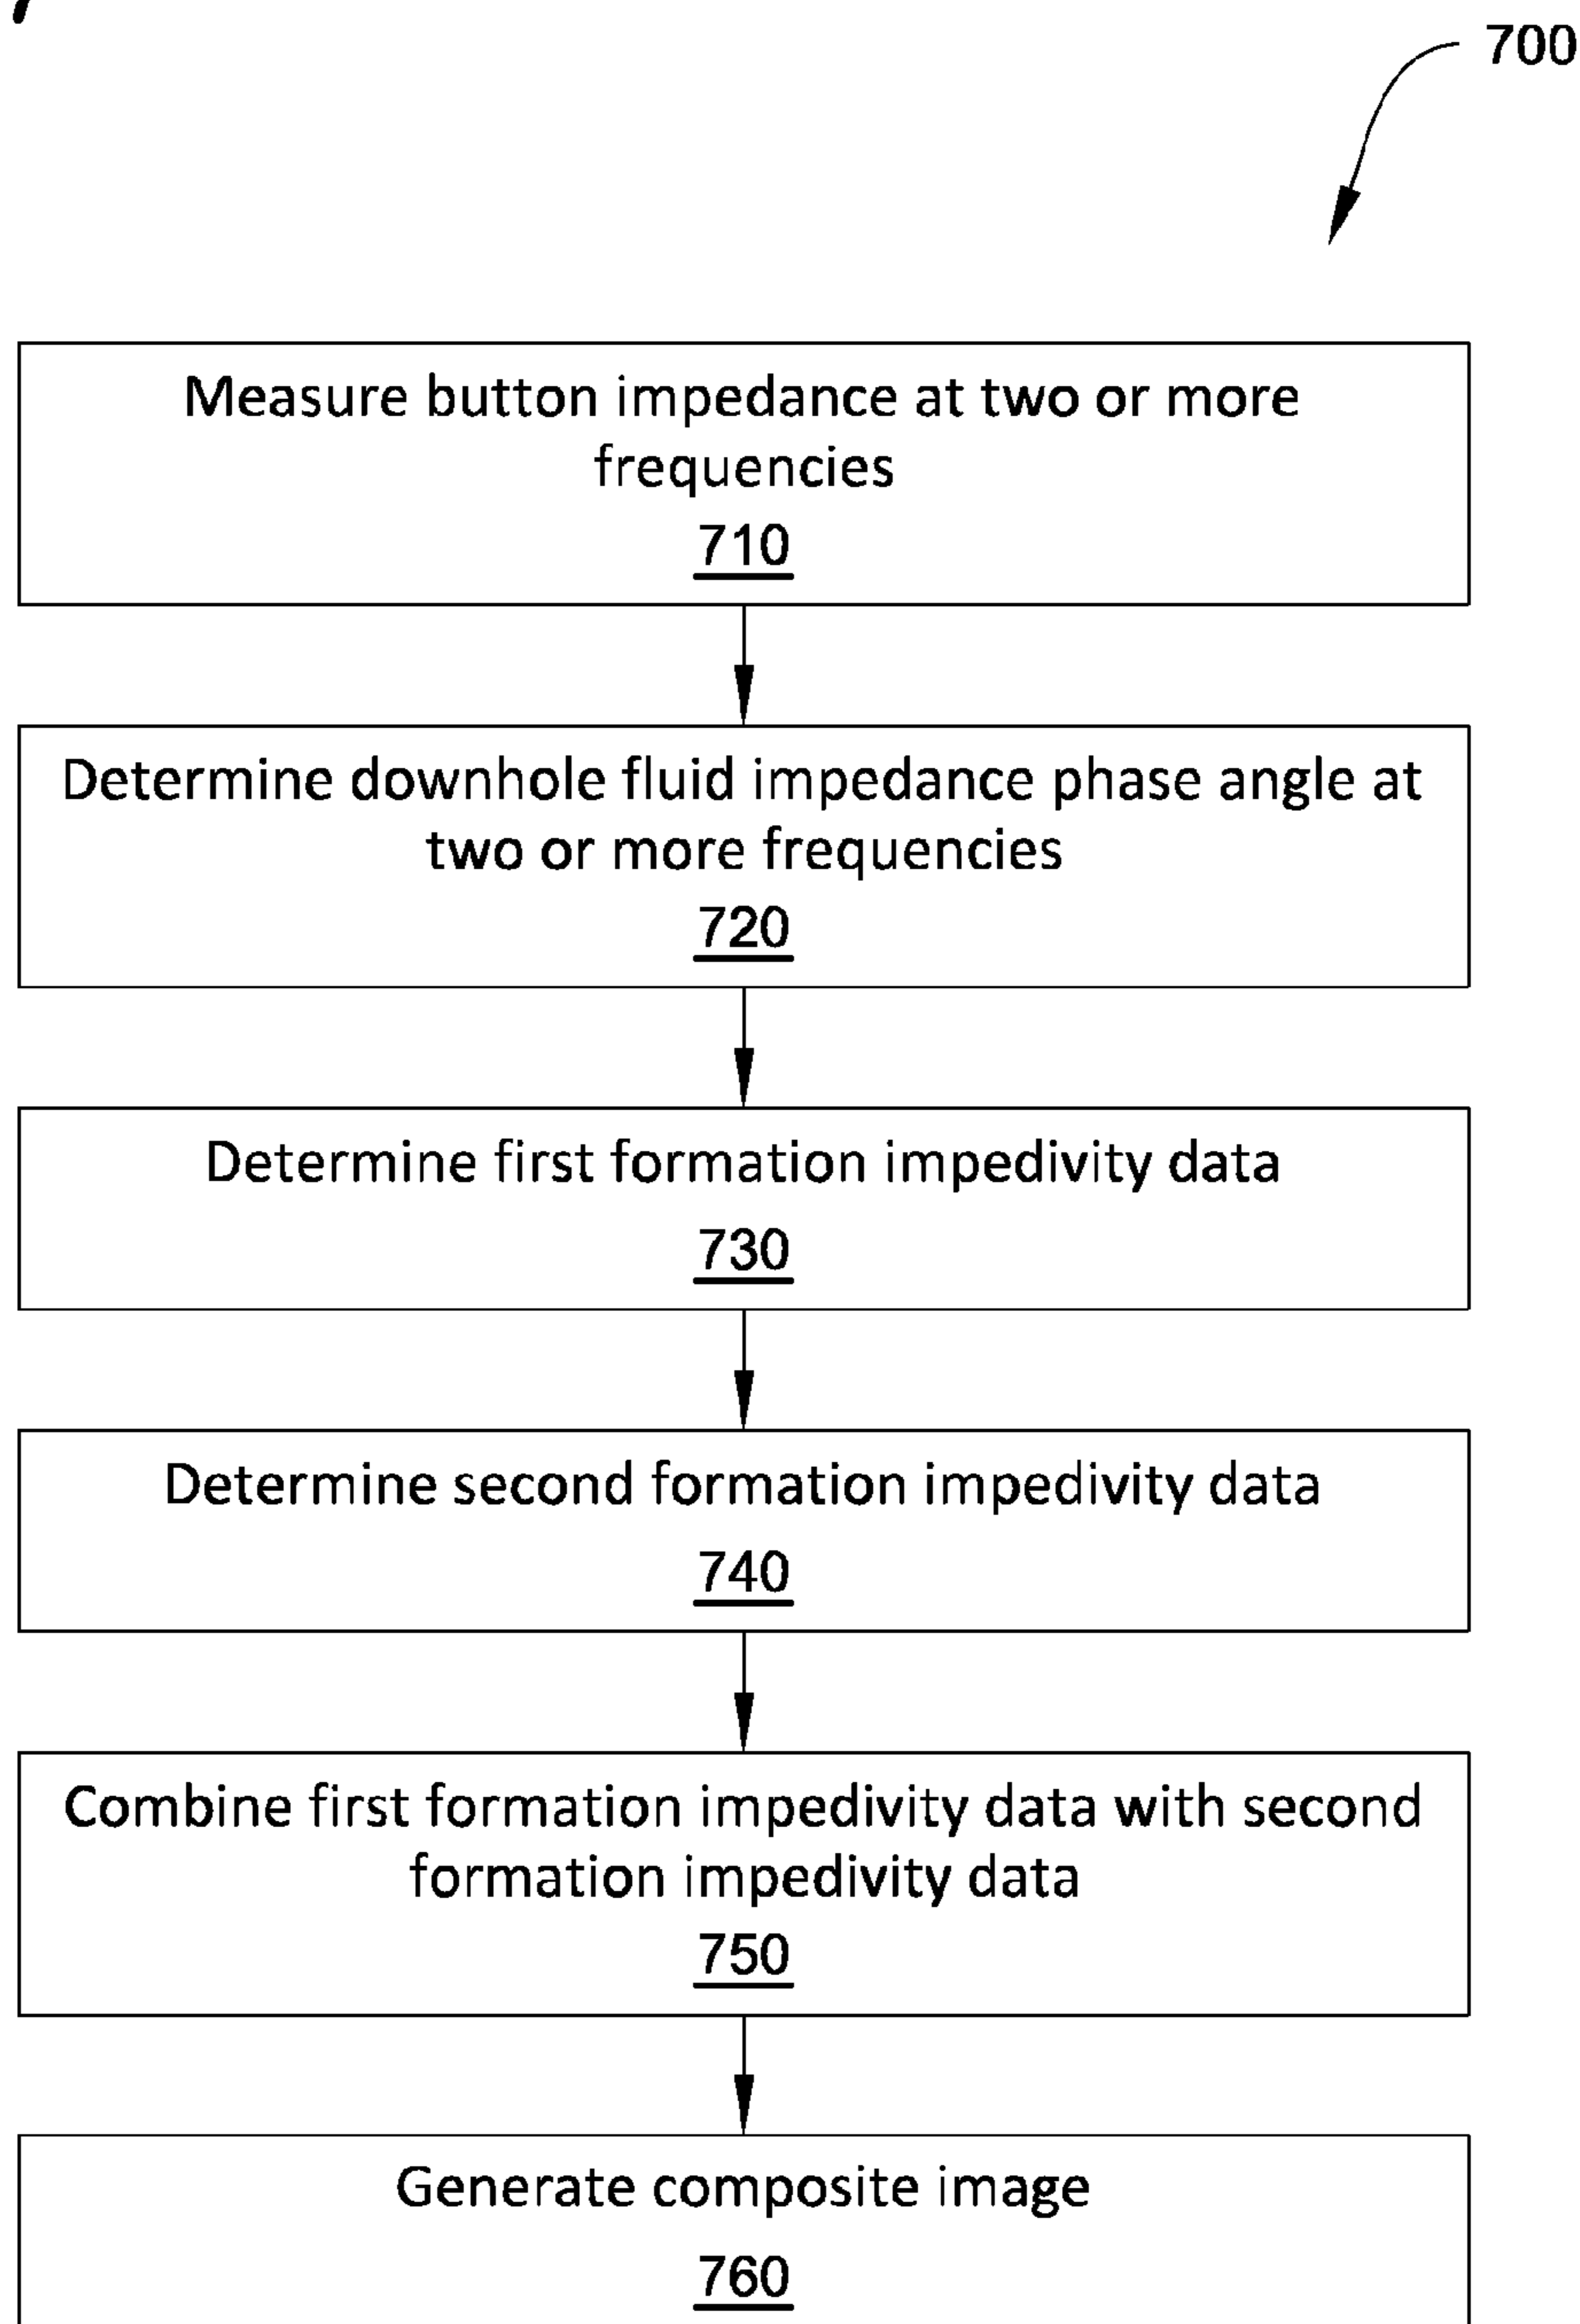 700
Measure button impedance at two or more
frequencies
710
Determine downhole fluid impedance phase angle at
two or more frequencies
720
Determine first formation impedivity data
730
Determine second formation impedivity data
740
Combine first formation impedivity data with second
formation impedivity data
750
Generate composite image
760